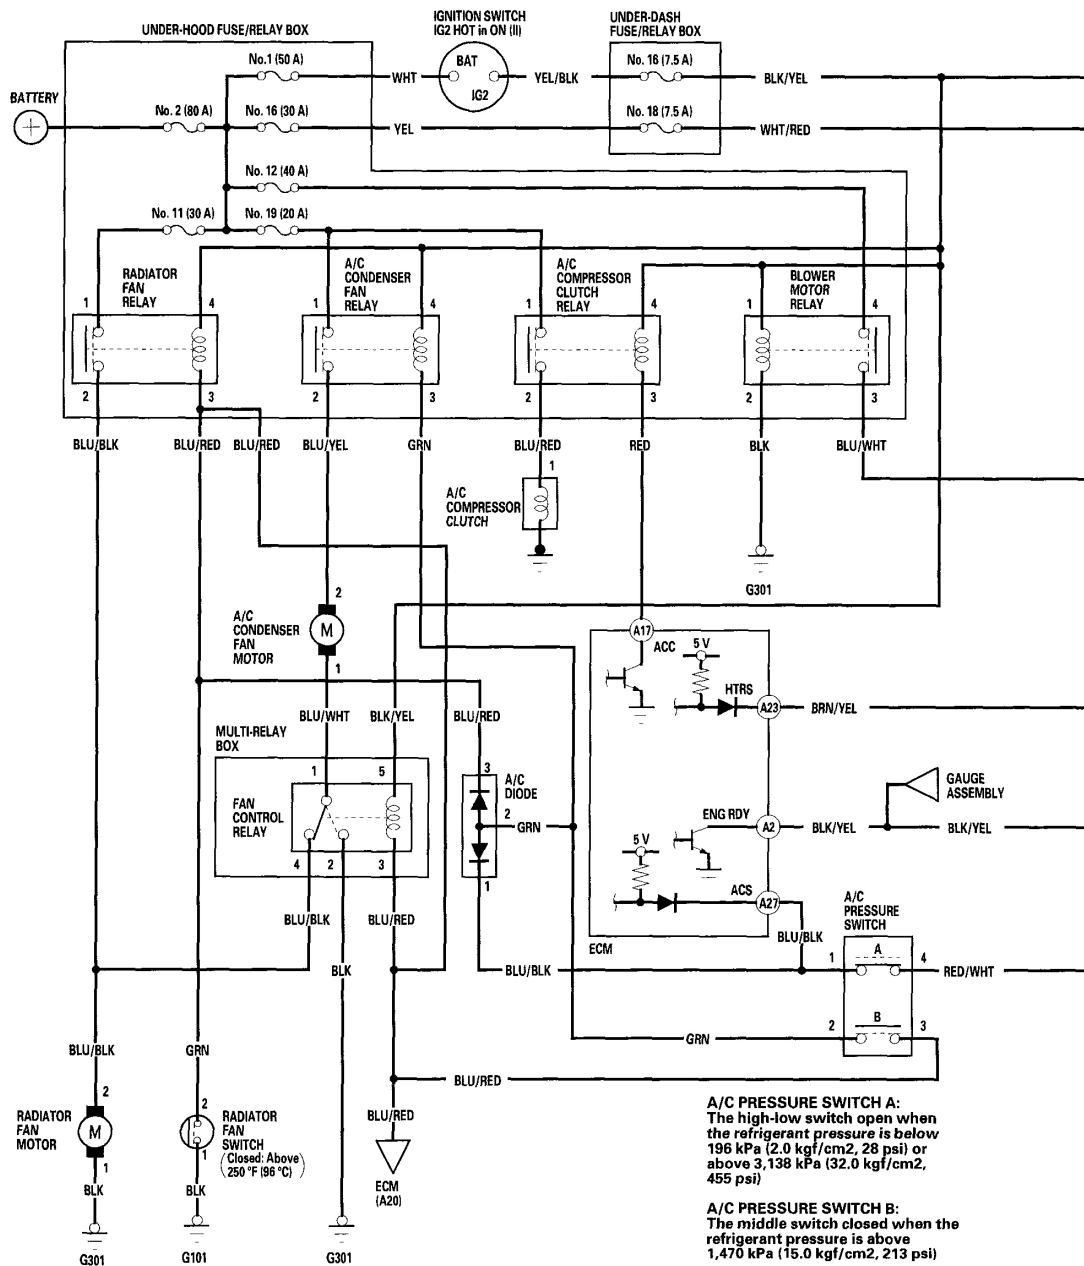 IGNITION SWITCH
IG2 HOT in ON (II)
UNDER-DASH
FUSE/RELAY BOX
UNDER-HOOD FUSE/RELAY BOX
No.1 (50 A)
WHT
BAT
IG2
YEL/BLK
No. 16 (7.5 A)
BLK/YEL
BATTERY
No. 2 (80 A)
No. 16 (30 A)
YEL
No. 18 (7.5 A)
WHT/RED
No. 12 (40 A)
No. 11 (30 A)
No. 19 (20 A)
RADIATOR
FAN
RELAY
1
4
2
3
A/C
CONDENSER
FAN
RELAY
1
4
2
3
A/C
COMPRESSOR
CLUTCH
RELAY
1
4
2
3
BLOWER
MOTOR
RELAY
1
4
2
3
BLU/BLK
BLU/RED
BLU/RED
BLU/YEL
GRN
BLU/RED
RED
BLK
BLU/WHT
A/C
COMPRESSOR
CLUTCH
1
G301
A/C
CONDENSER
FAN
MOTOR
2
M
1
A17
ACC
5 V
HTRS
A23
BRN/YEL
BLU/WHT
BLK/YEL
BLU/RED
MULTI-RELAY
BOX
FAN
CONTROL
RELAY
1
5
4
2
3
3
A/C
DIODE
2
GRN
1
ENG RDY
A2
BLK/YEL
GAUGE
ASSEMBLY
BLK/YEL
5 V
ACS
A27
ECM
BLU/BLK
A/C
PRESSURE
SWITCH
BLU/BLK
BLK
BLU/RED
BLU/BLK
1
A
4
RED/WHT
2
B
3
GRN
BLU/BLK
GRN
BLU/RED
BLU/RED
RADIATOR
FAN
MOTOR
2
M
1
BLK
G301
2
RADIATOR
FAN
SWITCH
(Closed: Above)
250 °F (96 °C)
1
BLK
G101
G301
ECM
(A20)
A/C PRESSURE SWITCH A:
The high-low switch open when
the refrigerant pressure is below
196 kPa (2.0 kgf/cm2, 28 psi) or
above 3,138 kPa (32.0 kgf/cm2,
455 psi)
A/C PRESSURE SWITCH B:
The middle switch closed when the
refrigerant pressure is above
1,470 kPa (15.0 kgf/cm2, 213 psi)